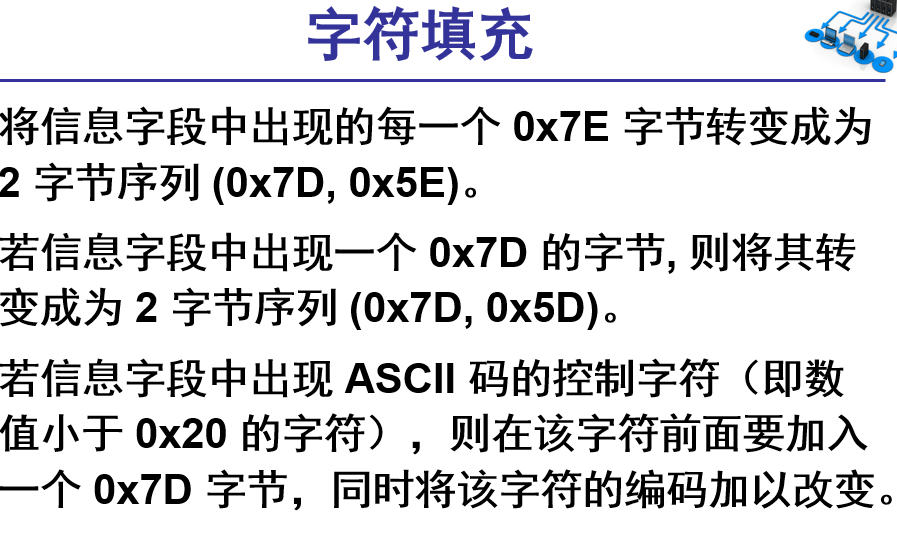 字符填充
将信息字段中出现的每一个 0x7E 字节转变成为
2 字节序列 (0x7D, 0x5E)。
若信息字段中出现一个 0x7D 的字节, 则将其转
变成为 2 字节序列 (0x7D, 0x5D)。
若信息字段中出现 ASCII 码的控制字符（即数
值小于 0x20 的字符），则在该字符前面要加入
一个 0x7D 字节，同时将该字符的编码加以改变。